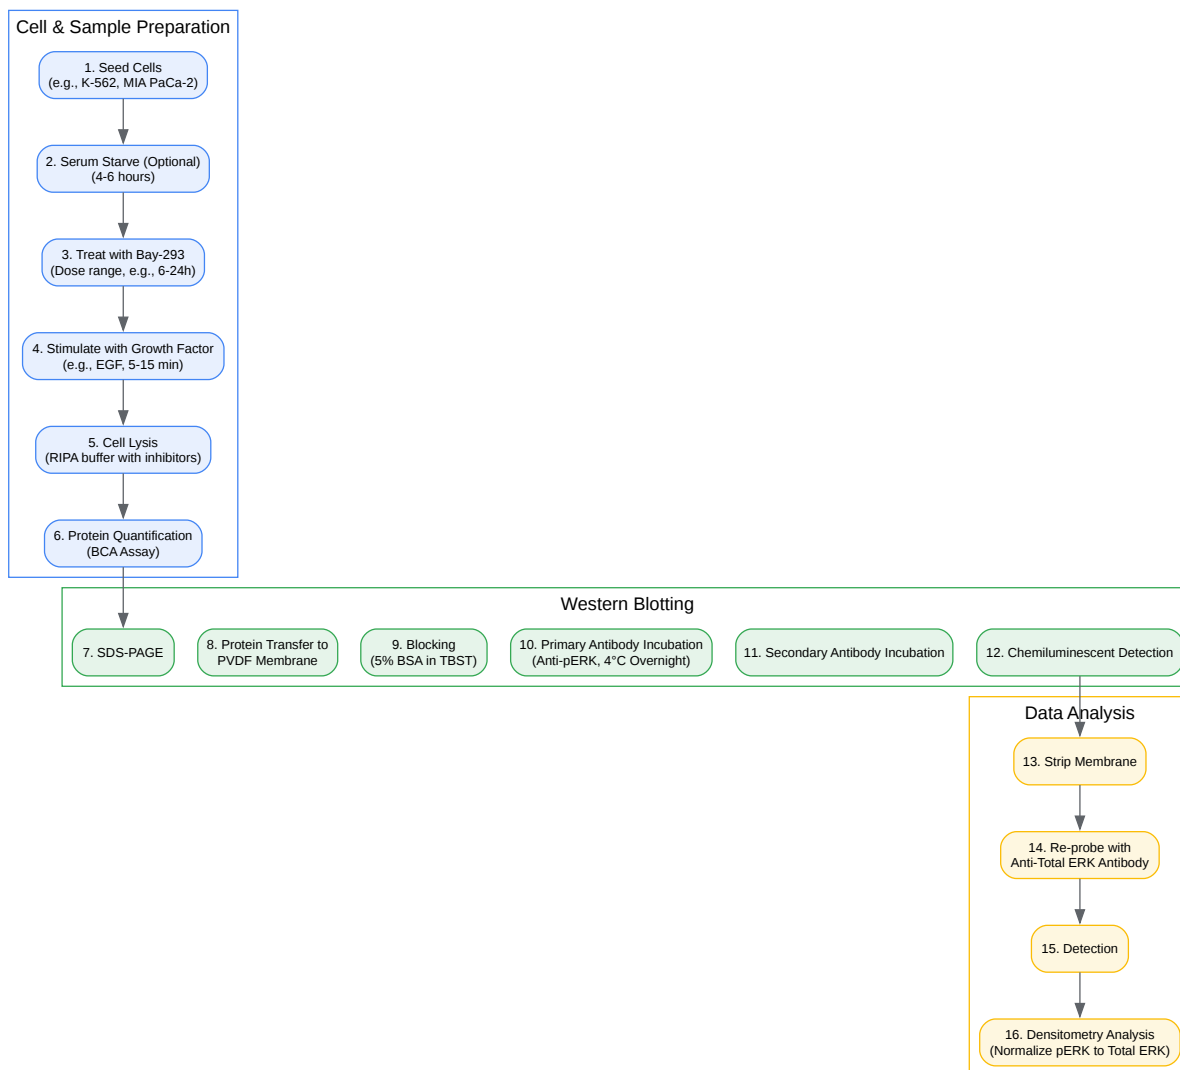 Cell & Sample Preparation
1. Seed Cells
(e.g., K-562, MIA PaCa-2)
2. Serum Starve (Optional)
(4-6 hours)
3. Treat with Bay-293
(Dose range, e.g., 6-24h)
4. Stimulate with Growth Factor
(e.g., EGF, 5-15 min)
5. Cell Lysis
(RIPA buffer with inhibitors)
6. Protein Quantification
(BCA Assay)
Western Blotting
7. SDS-PAGE
8. Protein Transfer to
PVDF Membrane
9. Blocking
(5% BSA in TBST)
10. Primary Antibody Incubation
(Anti-pERK, 4°C Overnight)
11. Secondary Antibody Incubation
12. Chemiluminescent Detection
Data Analysis
13. Strip Membrane
14. Re-probe with
Anti-Total ERK Antibody
15. Detection
16. Densitometry Analysis
(Normalize pERK to Total ERK)